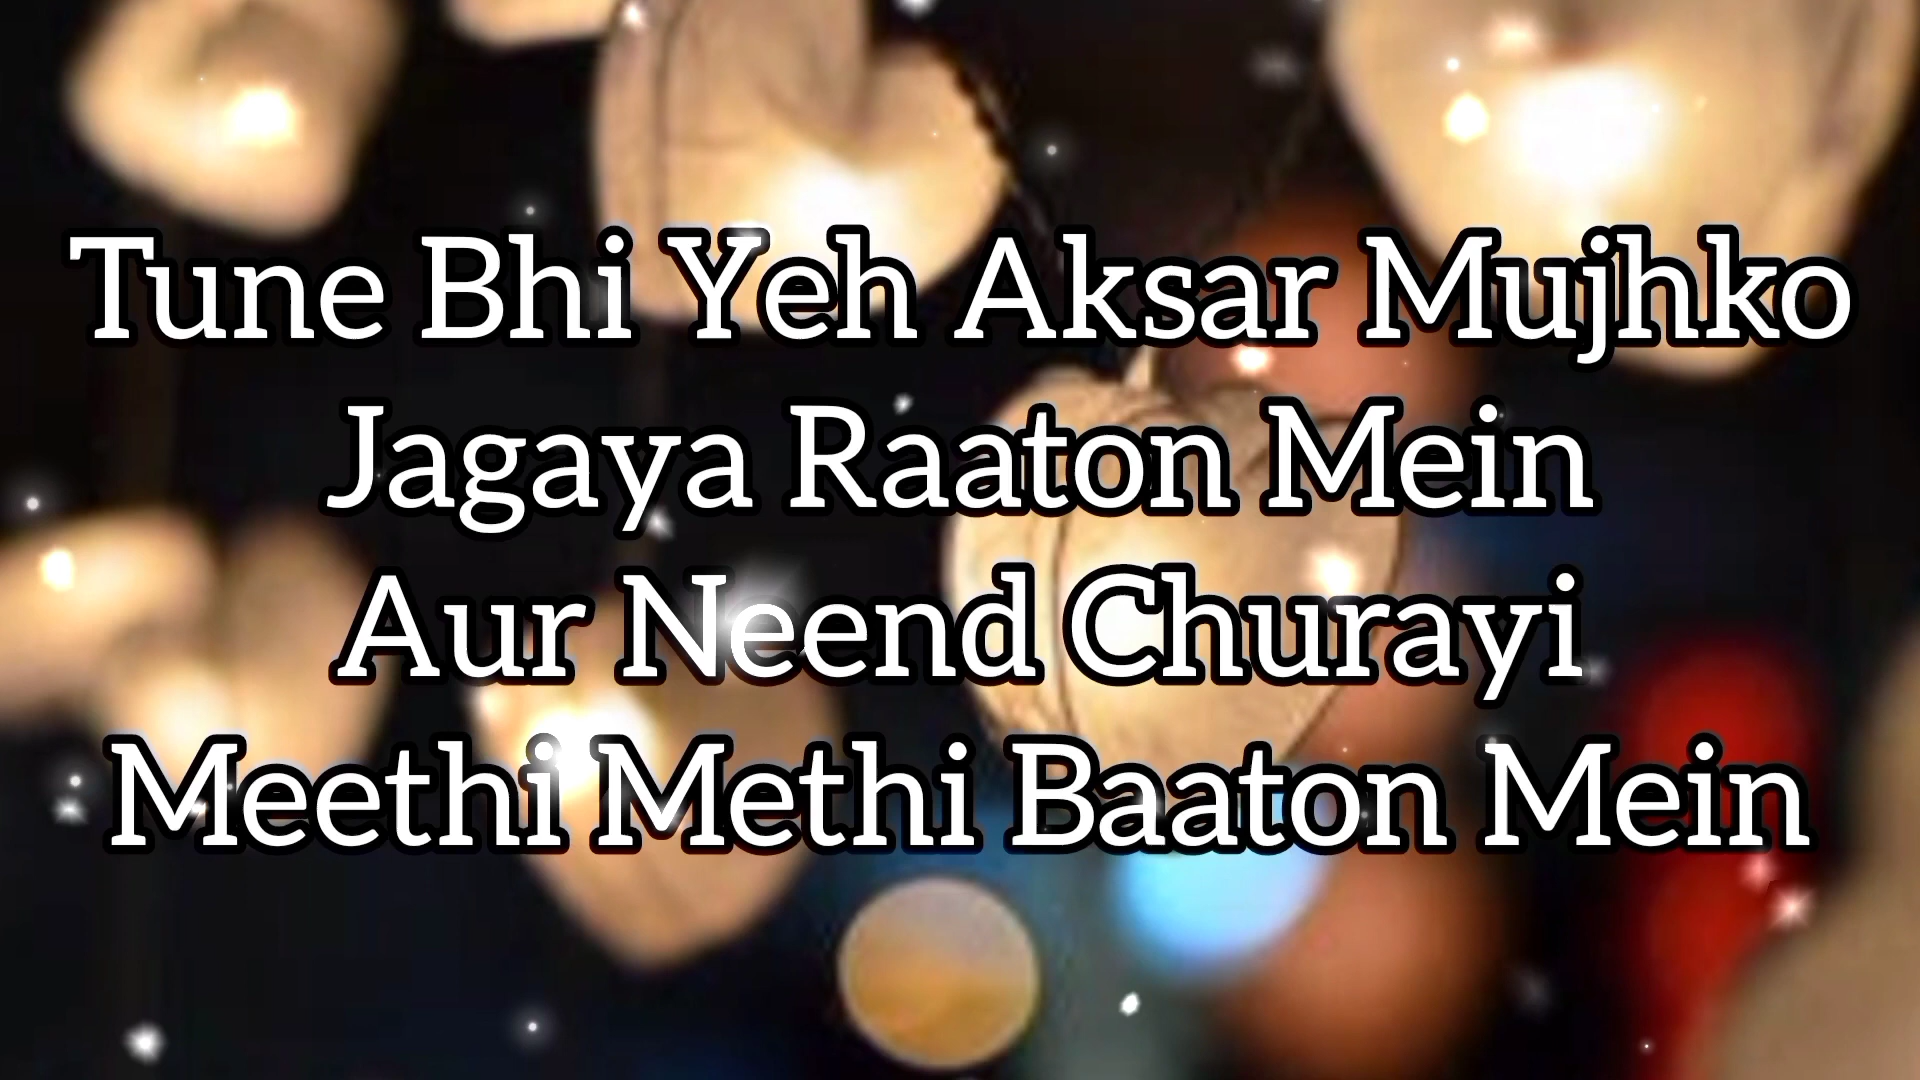 Tune Bhi Yeh Aksar Mujhko
Jagaya Raaton Mein
Aur Neend Churayi
Meethi Methi Baaton Mein